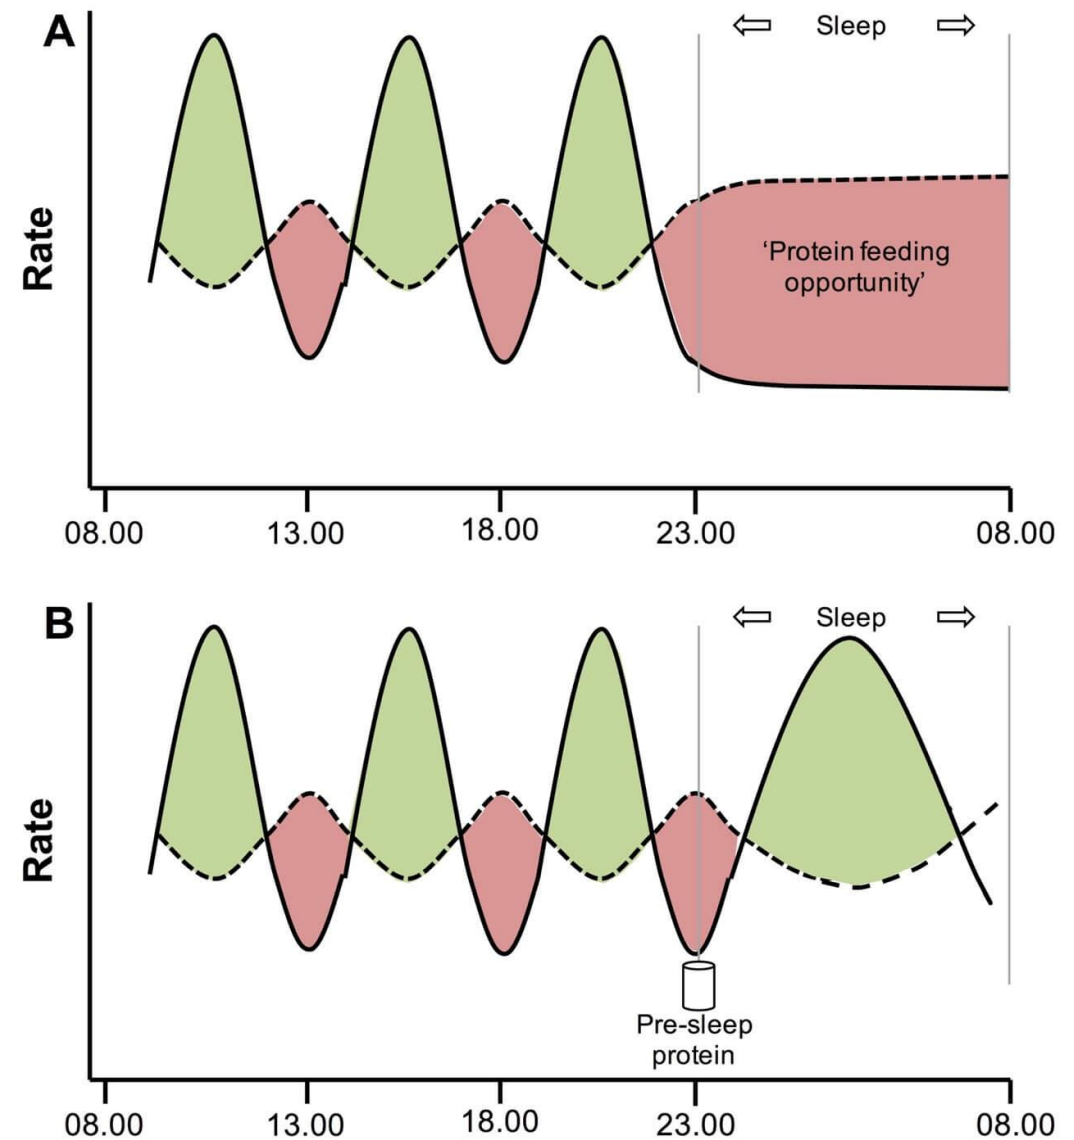 A
Sleep
Rate
'Protein feeding
opportunity'
08.00 13.00 18.00 23.00 08.00
B
Sleep
Rate
Pre-sleep
protein
08.00 13.00 18.00 23.00 08.00